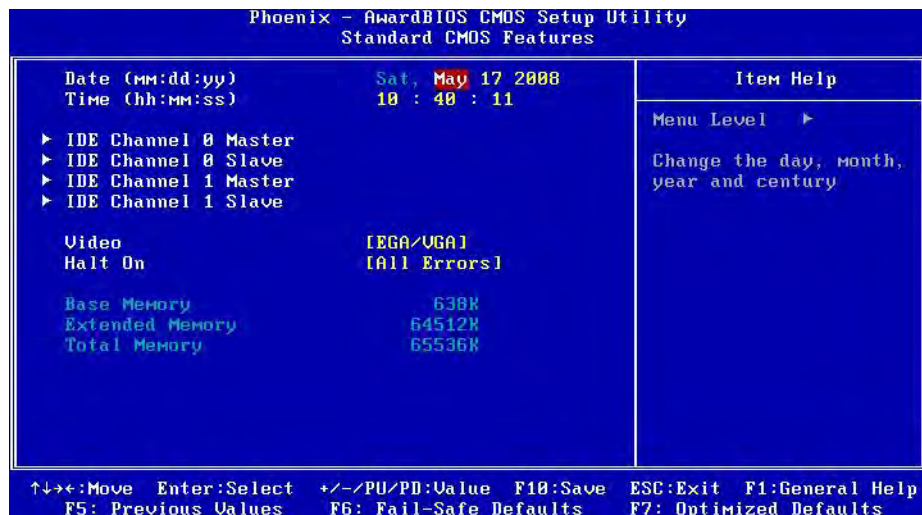 Phoenix - AwardBIOS CMOS Setup Utility
Standard CMOS Features
Date (mm:dd:yy) Sat, May 17 2008
Time (hh:mm:ss) 10 : 40 : 11
► IDE Channel 0 Master
► IDE Channel 0 Slave
► IDE Channel 1 Master
► IDE Channel 1 Slave
Video [EGA/VGA]
Halt On [All Errors]
Base Memory 638K
Extended Memory 64512K
Total Memory 65536K
Item Help
Menu Level ►
Change the day, month,
year and century
↑↓→←:Move Enter:Select +/-/PU/PD:Value F10:Save ESC:Exit F1:General Help
F5: Previous Values F6: Fail-Safe Defaults F7: Optimized Defaults